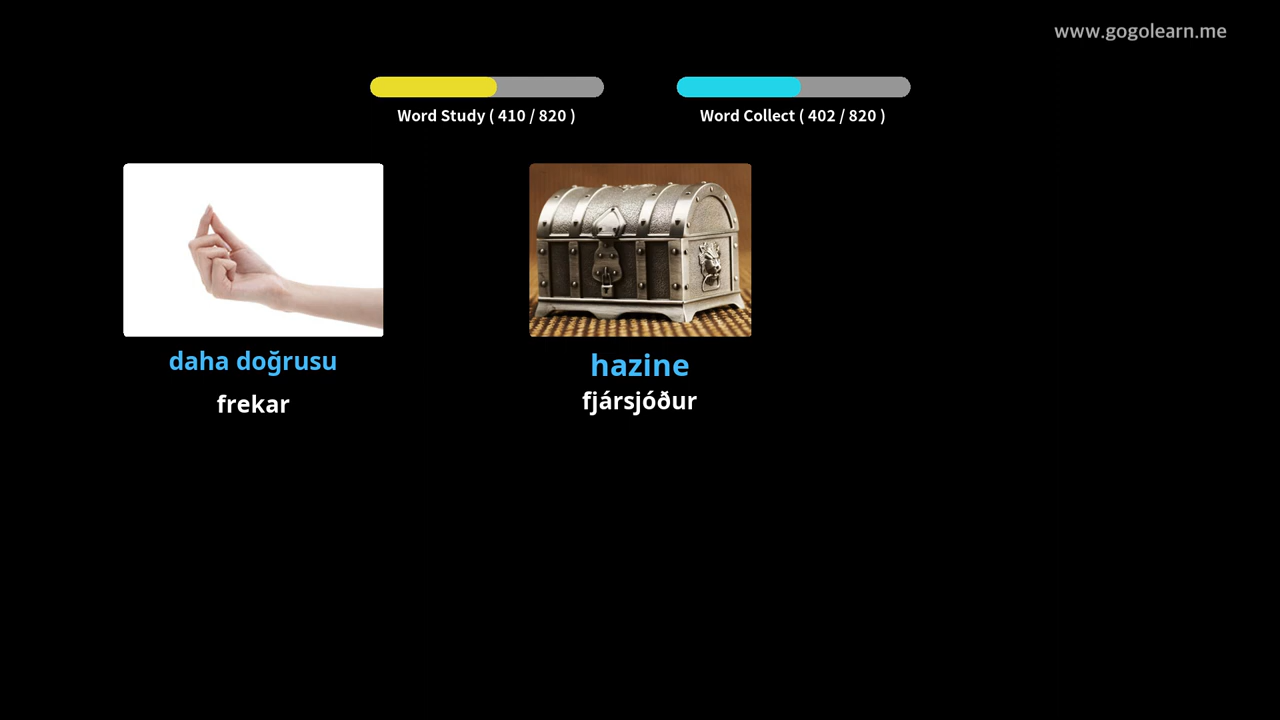 www.gogolearn.me
Word Study ( 410 / 820 )
Word Collect ( 402 / 820 )
daha doğrusu
frekar
hazine
fjársjóður